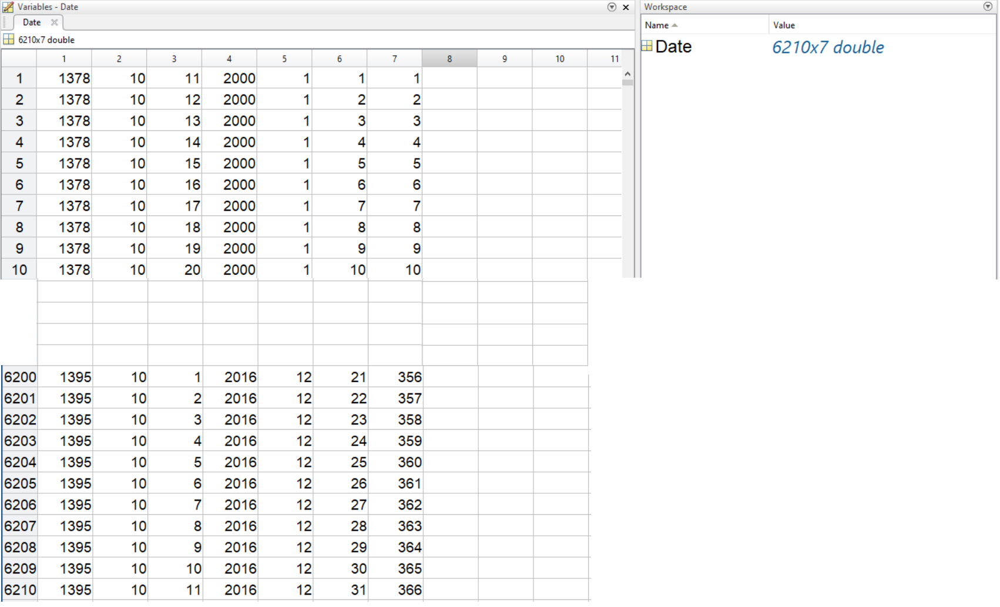 Variables - Date
Workspace
Date
Name Value
6210x7 double
Date 6210x7 double
1 2 3 4 5 6 7 8 9 10 11
1 1378 10 11 2000 1 1 1
2 1378 10 12 2000 1 2 2
3 1378 10 13 2000 1 3 3
4 1378 10 14 2000 1 4 4
5 1378 10 15 2000 1 5 5
6 1378 10 16 2000 1 6 6
7 1378 10 17 2000 1 7 7
8 1378 10 18 2000 1 8 8
9 1378 10 19 2000 1 9 9
10 1378 10 20 2000 1 10 10
6200 1395 10 1 2016 12 21 356
6201 1395 10 2 2016 12 22 357
6202 1395 10 3 2016 12 23 358
6203 1395 10 4 2016 12 24 359
6204 1395 10 5 2016 12 25 360
6205 1395 10 6 2016 12 26 361
6206 1395 10 7 2016 12 27 362
6207 1395 10 8 2016 12 28 363
6208 1395 10 9 2016 12 29 364
6209 1395 10 10 2016 12 30 365
6210 1395 10 11 2016 12 31 366